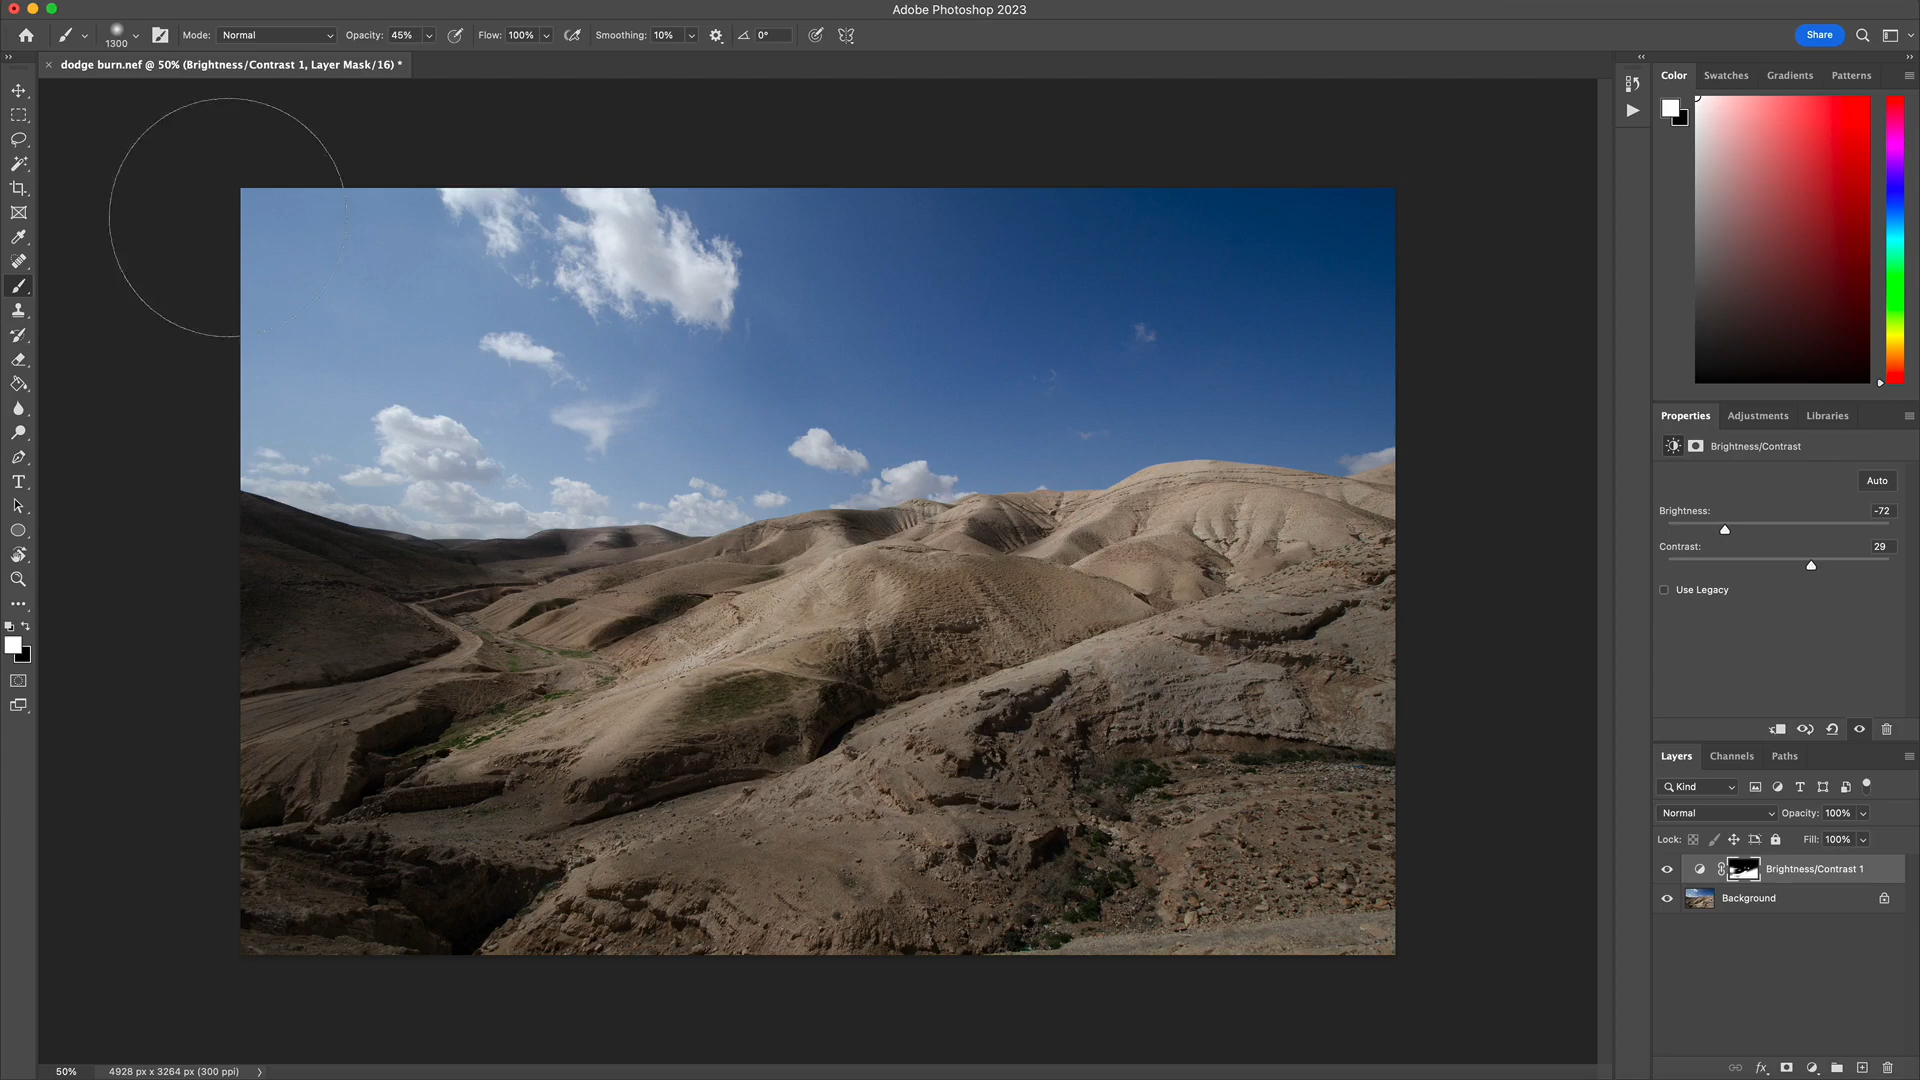 Adobe Photoshop 2023
1300
Mode: Normal Opacity: 45% Flow: 100% Smoothing: 10% 0° Share
dodge burn.nef @ 50% (Brightness/Contrast 1, Layer Mask/16) *
Color Swatches Gradients Patterns
Properties Adjustments Libraries
Brightness/Contrast
Auto
Brightness: -72
Contrast: 29
Use Legacy
Layers Channels Paths
Kind
Normal Opacity: 100%
Lock: Fill: 100%
Brightness/Contrast 1
Background
50% 4928 px x 3264 px (300 ppi)